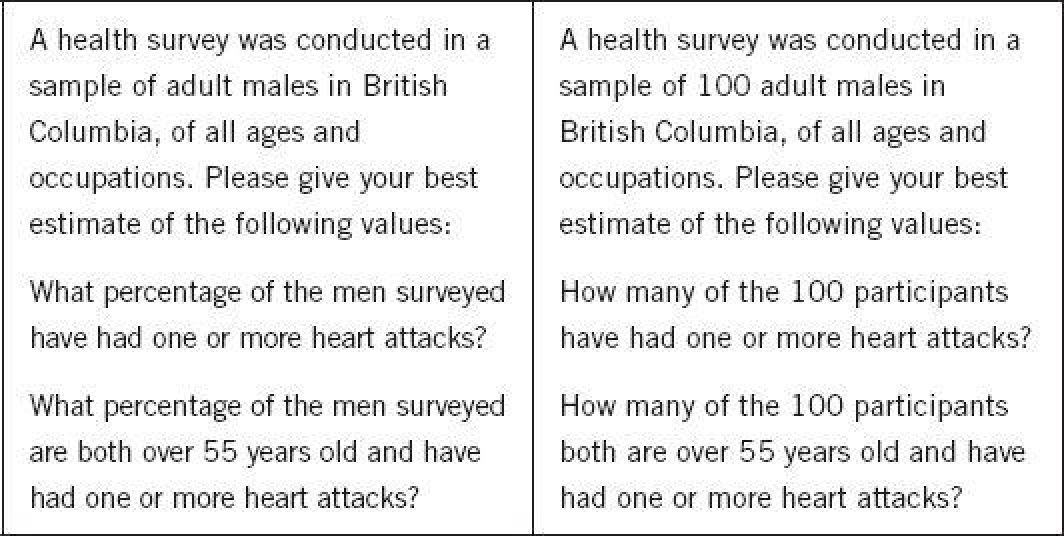 A health survey was conducted in a
sample of adult males in British
Columbia, of all ages and
occupations. Please give your best
estimate of the following values:
What percentage of the men surveyed
have had one or more heart attacks?
What percentage of the men surveyed
are both over 55 years old and have
had one or more heart attacks?
A health survey was conducted in a
sample of 100 adult males in
British Columbia, of all ages and
occupations. Please give your best
estimate of the following values:
How many of the 100 participants
have had one or more heart attacks?
How many of the 100 participants
both are over 55 years old and have
had one or more heart attacks?